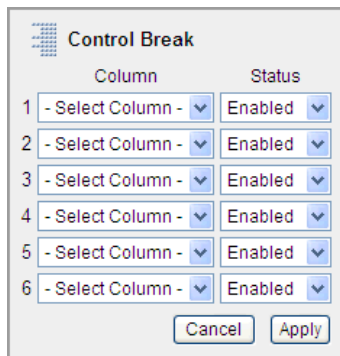 Control Break
Column Status
1 - Select Column - Enabled
2 - Select Column - Enabled
3 - Select Column - Enabled
4 - Select Column - Enabled
5 - Select Column - Enabled
6 - Select Column - Enabled
Cancel Apply